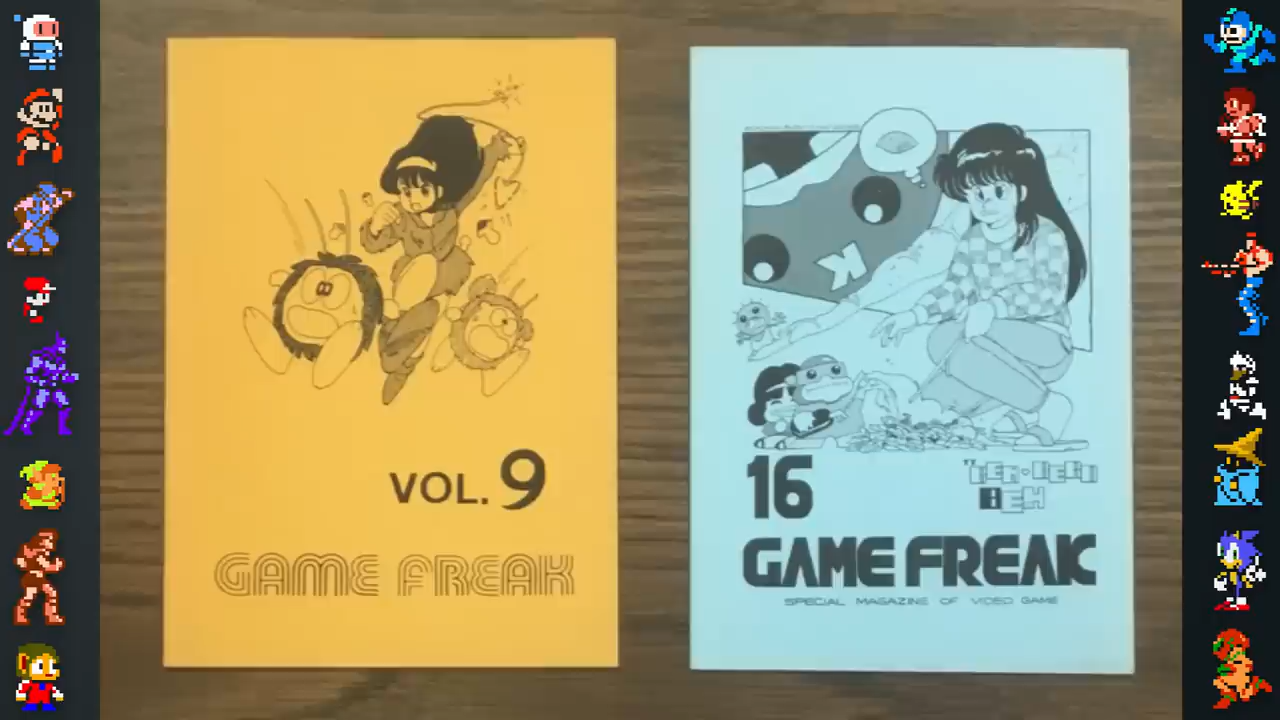 VOL. 9
GAME FREAK
K
16
GAME FREAK
SPECIAL MAGAZINE OF VIDEO GAME